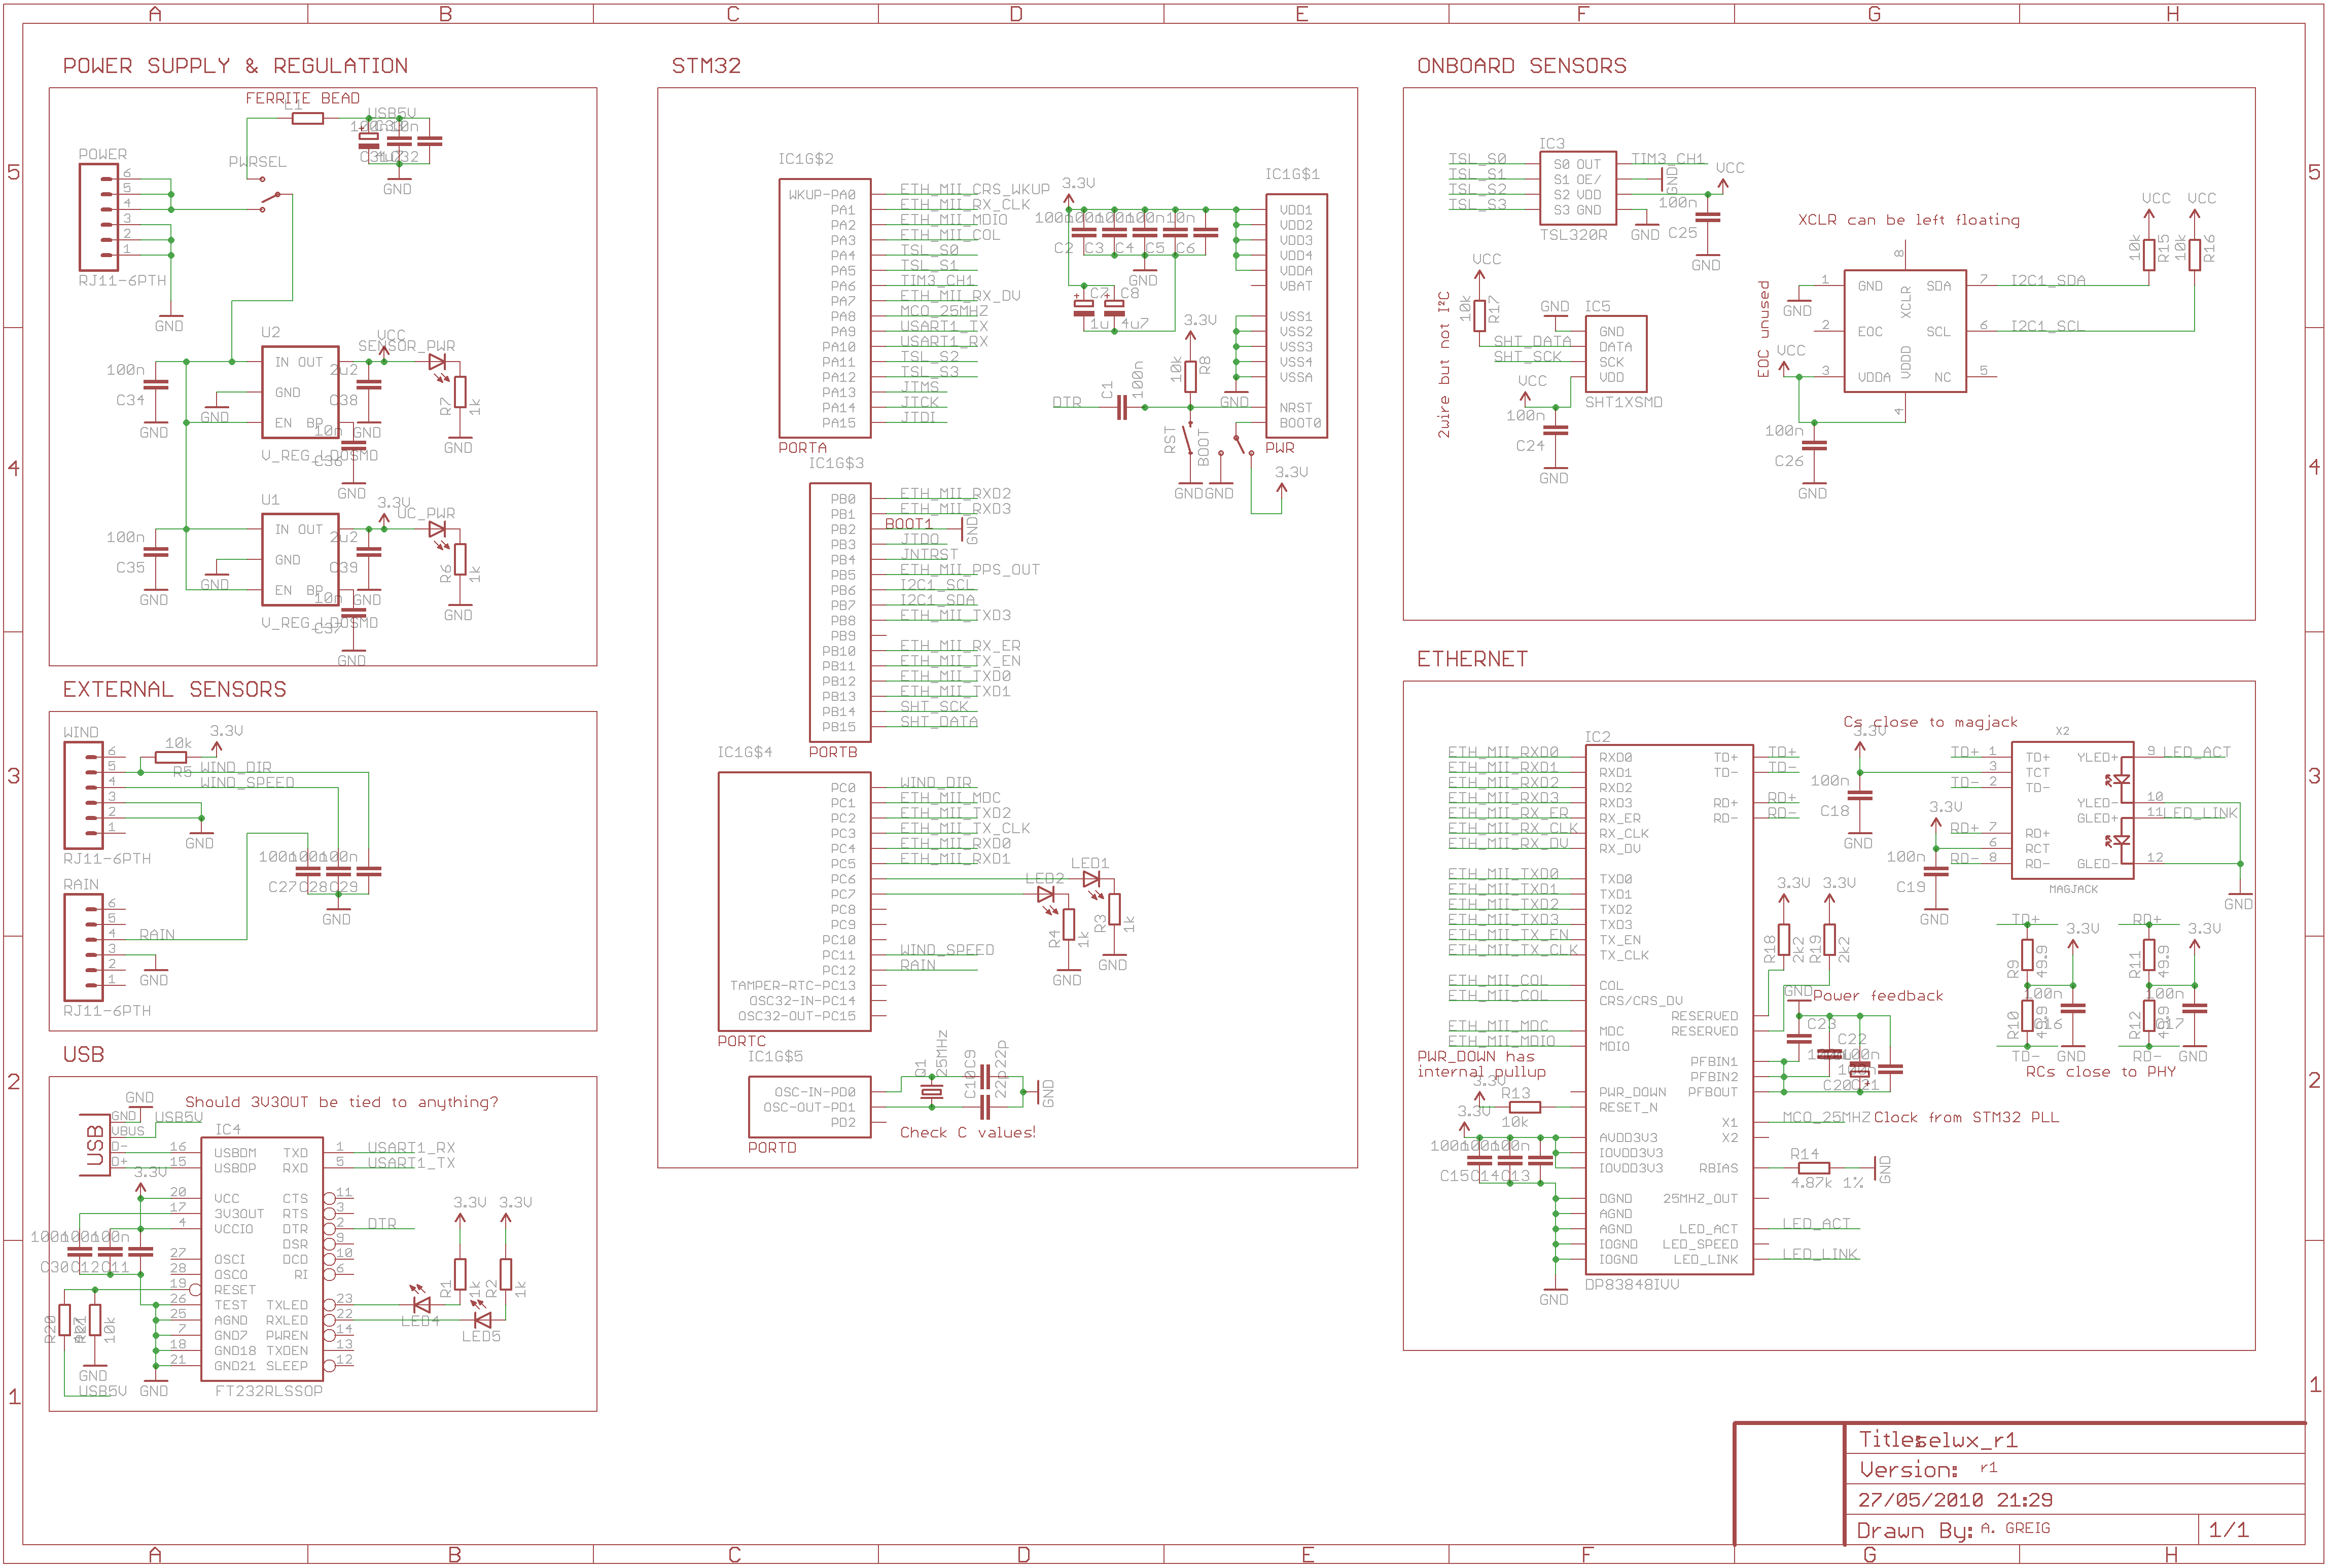 A B C D E F G H
POWER SUPPLY & REGULATION
FERRITE BEAD
L1
USB5V
POWER
6
5
4
3
2
1
RJ11-6PTH
GND
PWRSEL
GND
U2
IN OUT
GND
EN BP
V_REG_LDOSMD
VCC
SENSOR_PWR
100n
C34
GND
GND
2u2
C38
GND
10n
C36
GND
R7
1k
GND
U1
IN OUT
GND
EN BP
V_REG_LDOSMD
3.3V
UC_PWR
100n
C35
GND
GND
2u2
C39
GND
10n
C37
GND
R6
1k
GND
EXTERNAL SENSORS
WIND
6
5
4
3
2
1
RJ11-6PTH
10k
R5
3.3V
WIND_DIR
WIND_SPEED
GND
100n 100n 100n
C27 C28 C29
GND
RAIN
6
5
4
3
2
1
RJ11-6PTH
RAIN
GND
USB
Should 3V3OUT be tied to anything?
USB
GND
VBUS
D-
D+
GND
USB5V
3.3V
IC4
16 USBDM TXD 1 USART1_RX
15 USBDP RXD 5 USART1_TX
20 VCC CTS 11
17 3V3OUT RTS 3
4 VCCIO DTR 2 DTR
DSR 9
27 OSCI DCD 10
28 OSCO RI 6
19 RESET
26 TEST TXLED 23
25 AGND RXLED 22
7 GND7 PWREN 14
18 GND18 TXDEN 13
21 GND21 SLEEP 12
FT232RLSSOP
100n 100n 100n
C30 C12 C11
R20
R21
10k
GND
USB5V
GND
3.3V 3.3V
R1
1k
R2
1k
LED4
LED5
STM32
IC1G$2
WKUP-PA0 ETH_MII_CRS_WKUP
PA1 ETH_MII_RX_CLK
PA2 ETH_MII_MDIO
PA3 ETH_MII_COL
PA4 TSL_S0
PA5 TSL_S1
PA6 TIM3_CH1
PA7 ETH_MII_RX_DV
PA8 MCO_25MHZ
PA9 USART1_TX
PA10 USART1_RX
PA11 TSL_S2
PA12 TSL_S3
PA13 JTMS
PA14 JTCK
PA15 JTDI
PORTA
IC1G$3
PB0 ETH_MII_RXD2
PB1 ETH_MII_RXD3
PB2 BOOT1 GND
PB3 JTDO
PB4 JNTRST
PB5 ETH_MII_PPS_OUT
PB6 I2C1_SCL
PB7 I2C1_SDA
PB8 ETH_MII_TXD3
PB9
PB10 ETH_MII_RX_ER
PB11 ETH_MII_TX_EN
PB12 ETH_MII_TXD0
PB13 ETH_MII_TXD1
PB14 SHT_SCK
PB15 SHT_DATA
PORTB
IC1G$4
PC0 WIND_DIR
PC1 ETH_MII_MDC
PC2 ETH_MII_TXD2
PC3 ETH_MII_TX_CLK
PC4 ETH_MII_RXD0
PC5 ETH_MII_RXD1
PC6
PC7
PC8
PC9
PC10
PC11 WIND_SPEED
PC12 RAIN
TAMPER-RTC-PC13
OSC32-IN-PC14
OSC32-OUT-PC15
PORTC
LED1
LED2
R4
1k
R3
1k
GND
GND
IC1G$5
OSC-IN-PD0
OSC-OUT-PD1
PD2
PORTD
Q1
25MHz
C10 C9
22p 22p
GND
Check C values!
3.3V
100n 100n 100n 100n 10n
C2 C3 C4 C5 C6
GND
C7 C8
1u 4u7
IC1G$1
VDD1
VDD2
VDD3
VDD4
VDDA
VBAT
VSS1
VSS2
VSS3
VSS4
VSSA
NRST
BOOT0
PWR
3.3V
10k
R8
DTR
C1
100n
GND
RST
BOOT
GND GND
3.3V
ONBOARD SENSORS
IC3
TSL_S0 S0 OUT TIM3_CH1
TSL_S1 S1 OE/ GND
TSL_S2 S2 VDD VCC
TSL_S3 S3 GND
TSL320R
GND
100n
C25
GND
2wire but not I²C
VCC
10k
R17
GND
IC5
GND
SHT_DATA DATA
SHT_SCK SCK
VDD
SHT1XSMD
VCC
100n
C24
GND
XCLR can be left floating
EOC unused
1 GND
2 EOC
3 VDDA
8 XCLR
4 VDDD
SDA 7 I2C1_SDA
SCL 6 I2C1_SCL
NC 5
GND
VCC
100n
C26
GND
VCC VCC
10k
R15
10k
R16
ETHERNET
IC2
ETH_MII_RXD0 RXD0
ETH_MII_RXD1 RXD1
ETH_MII_RXD2 RXD2
ETH_MII_RXD3 RXD3
ETH_MII_RX_ER RX_ER
ETH_MII_RX_CLK RX_CLK
ETH_MII_RX_DV RX_DV
ETH_MII_TXD0 TXD0
ETH_MII_TXD1 TXD1
ETH_MII_TXD2 TXD2
ETH_MII_TXD3 TXD3
ETH_MII_TX_EN TX_EN
ETH_MII_TX_CLK TX_CLK
ETH_MII_COL COL
ETH_MII_COL CRS/CRS_DV
ETH_MII_MDC MDC
ETH_MII_MDIO MDIO
PWR_DOWN has
internal pullup
PWR_DOWN
RESET_N
3.3V
R13
10k
3.3V
AVDD3V3
IOVDD3V3
IOVDD3V3
100n 100n 100n
C15 C14 C13
DGND
AGND
AGND
IOGND
IOGND
GND
DP83848IVV
TD+ TD+
TD- TD-
RD+ RD+
RD- RD-
RESERVED
RESERVED
PFBIN1
PFBIN2
PFBOUT
X1 MCO_25MHZ Clock from STM32 PLL
X2
RBIAS
R14
4.87k 1%
GND
25MHZ_OUT
LED_ACT LED_ACT
LED_SPEED
LED_LINK LED_LINK
3.3V 3.3V
R18
2k2
R19
2k2
GND
Power feedback
C23
C22
C20 C21
Cs close to magjack
3.3V
100n
C18
GND
3.3V
100n
C19
GND
X2
TD+ 1 TD+
3 TCT
TD- 2 TD-
RD+ 7 RD+
6 RCT
RD- 8 RD-
YLED+ 9 LED_ACT
YLED- 10
GLED+ 11 LED_LINK
GLED- 12
MAGJACK
GND
TD+
3.3V
R9
49.9
100n
R10
49.9
C16
TD-
GND
RD+
3.3V
R11
49.9
100n
R12
49.9
C17
RD-
GND
RCs close to PHY
Title: selwx_r1
Version: r1
27/05/2010 21:29
Drawn By: A. GREIG
1/1
5
4
3
2
1
5
4
3
2
1
A B C D E F G H